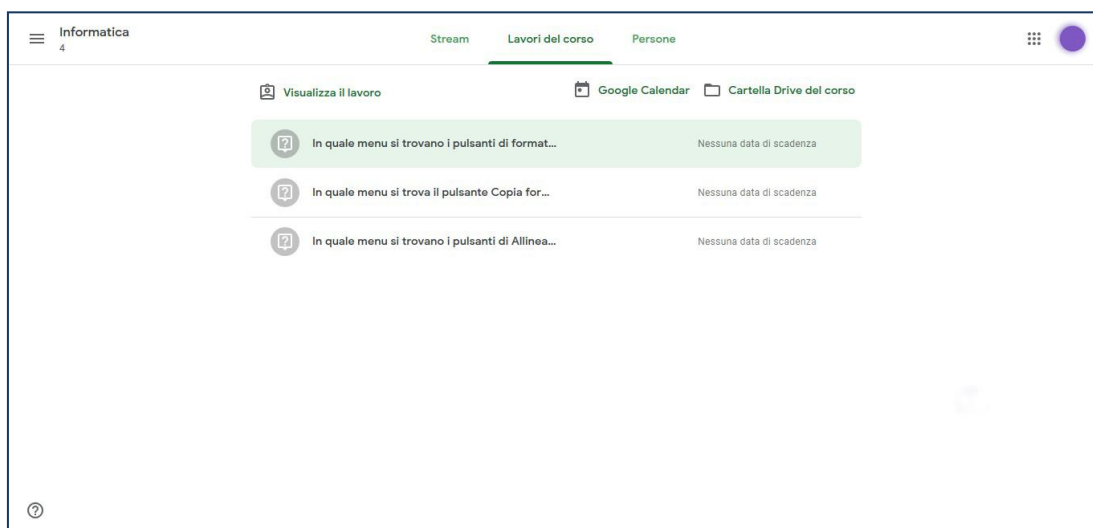 Informatica
4
Stream Lavori del corso Persone
Visualizza il lavoro Google Calendar Cartella Drive del corso
In quale menu si trovano i pulsanti di format... Nessuna data di scadenza
In quale menu si trova il pulsante Copia for... Nessuna data di scadenza
In quale menu si trovano i pulsanti di Allinea... Nessuna data di scadenza